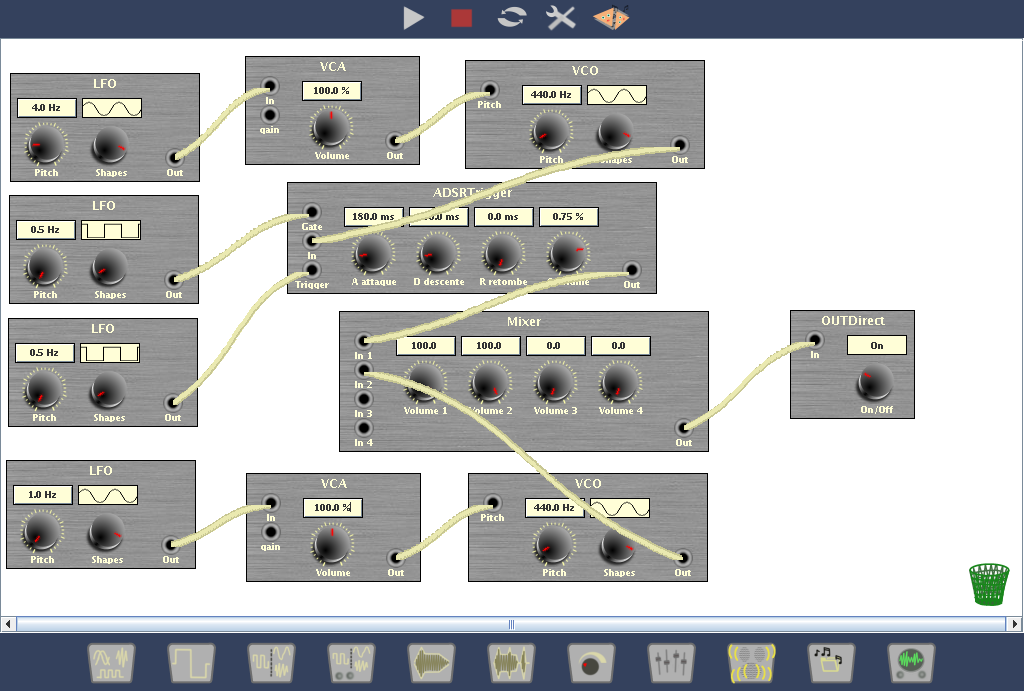 LFO
4.0 Hz
Pitch Shapes Out
VCA
In
100.0 %
gain
Volume Out
VCO
Pitch
440.0 Hz
Pitch Shapes Out
LFO
0.5 Hz
Pitch Shapes Out
ADSRTrigger
Gate
In
Trigger
180.0 ms 0.0 ms 0.75 %
A attaque D descente R retombe Out
LFO
0.5 Hz
Pitch Shapes Out
Mixer
In 1
In 2
In 3
In 4
100.0 100.0 0.0 0.0
Volume 1 Volume 2 Volume 3 Volume 4
Out
OUTDirect
In
On
On/Off
LFO
1.0 Hz
Pitch Shapes Out
VCA
In
100.0 %
gain
Volume Out
VCO
Pitch
440.0 Hz
Pitch Shapes Out